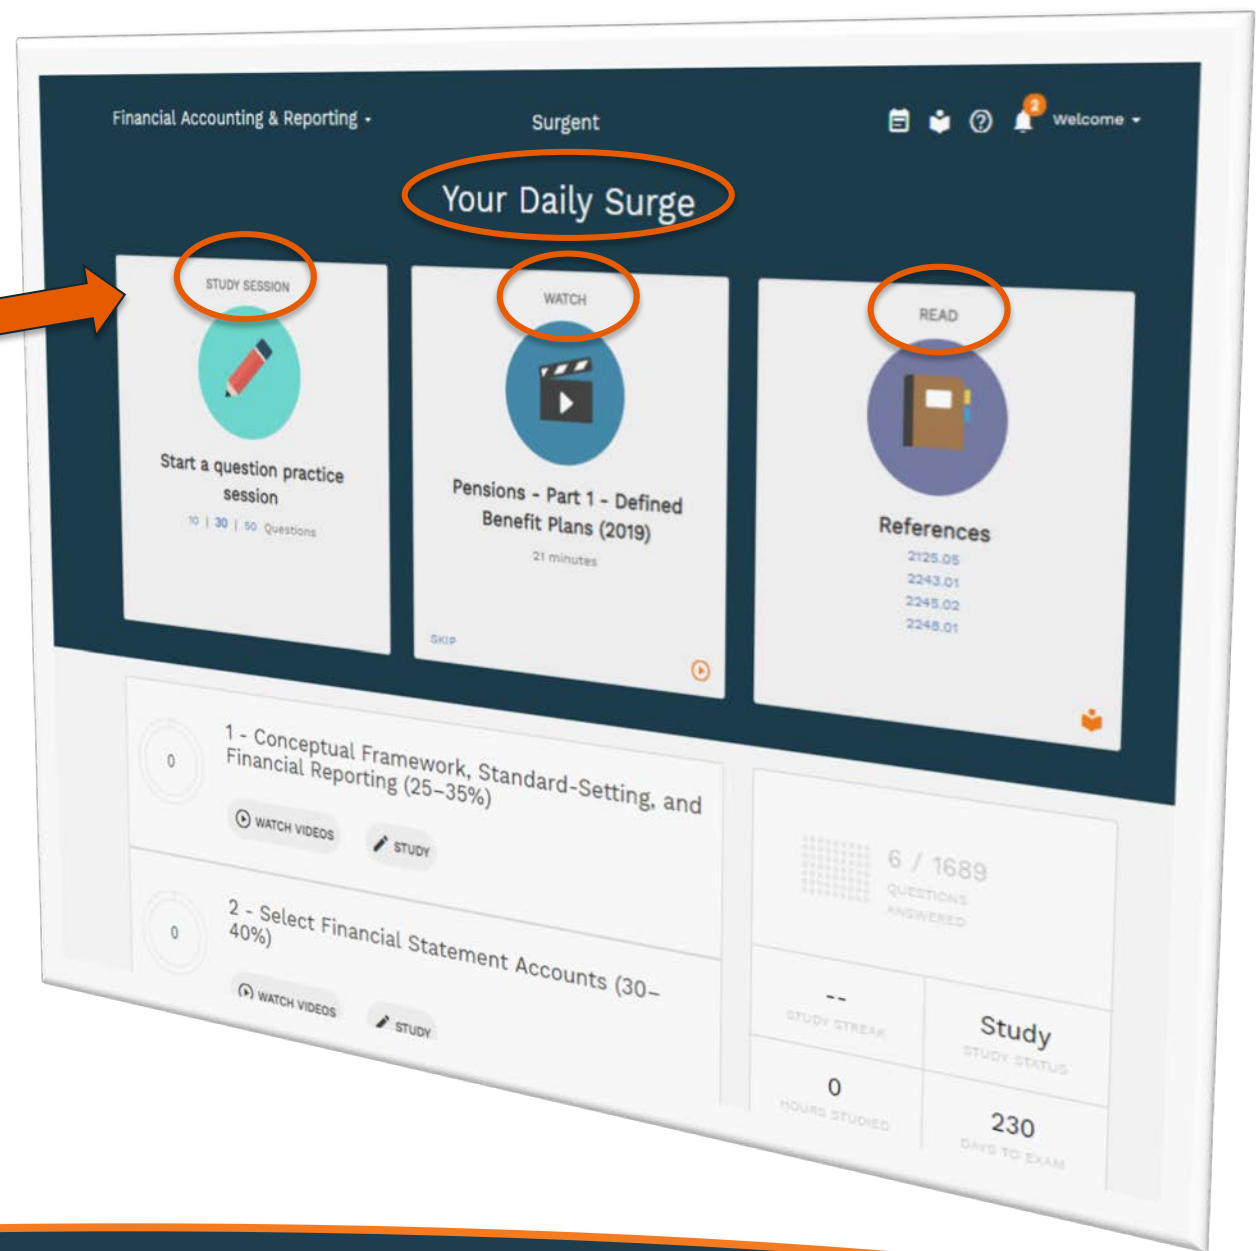 Financial Accounting & Reporting
Surgent
2
Welcome
Your Daily Surge
STUDY SESSION
Start a question practice
session
10 | 30 | 50 Questions
WATCH
Pensions - Part 1 - Defined
Benefit Plans (2019)
21 minutes
SKIP
READ
References
2125.05
2243.01
2245.02
2248.01
0
1 - Conceptual Framework, Standard-Setting, and
Financial Reporting (25–35%)
WATCH VIDEOS
STUDY
0
2 - Select Financial Statement Accounts (30–
40%)
WATCH VIDEOS
STUDY
6 / 1689
QUESTIONS
ANSWERED
--
STUDY STREAK
Study
STUDY STATUS
0
HOURS STUDIED
230
DAYS TO EXAM